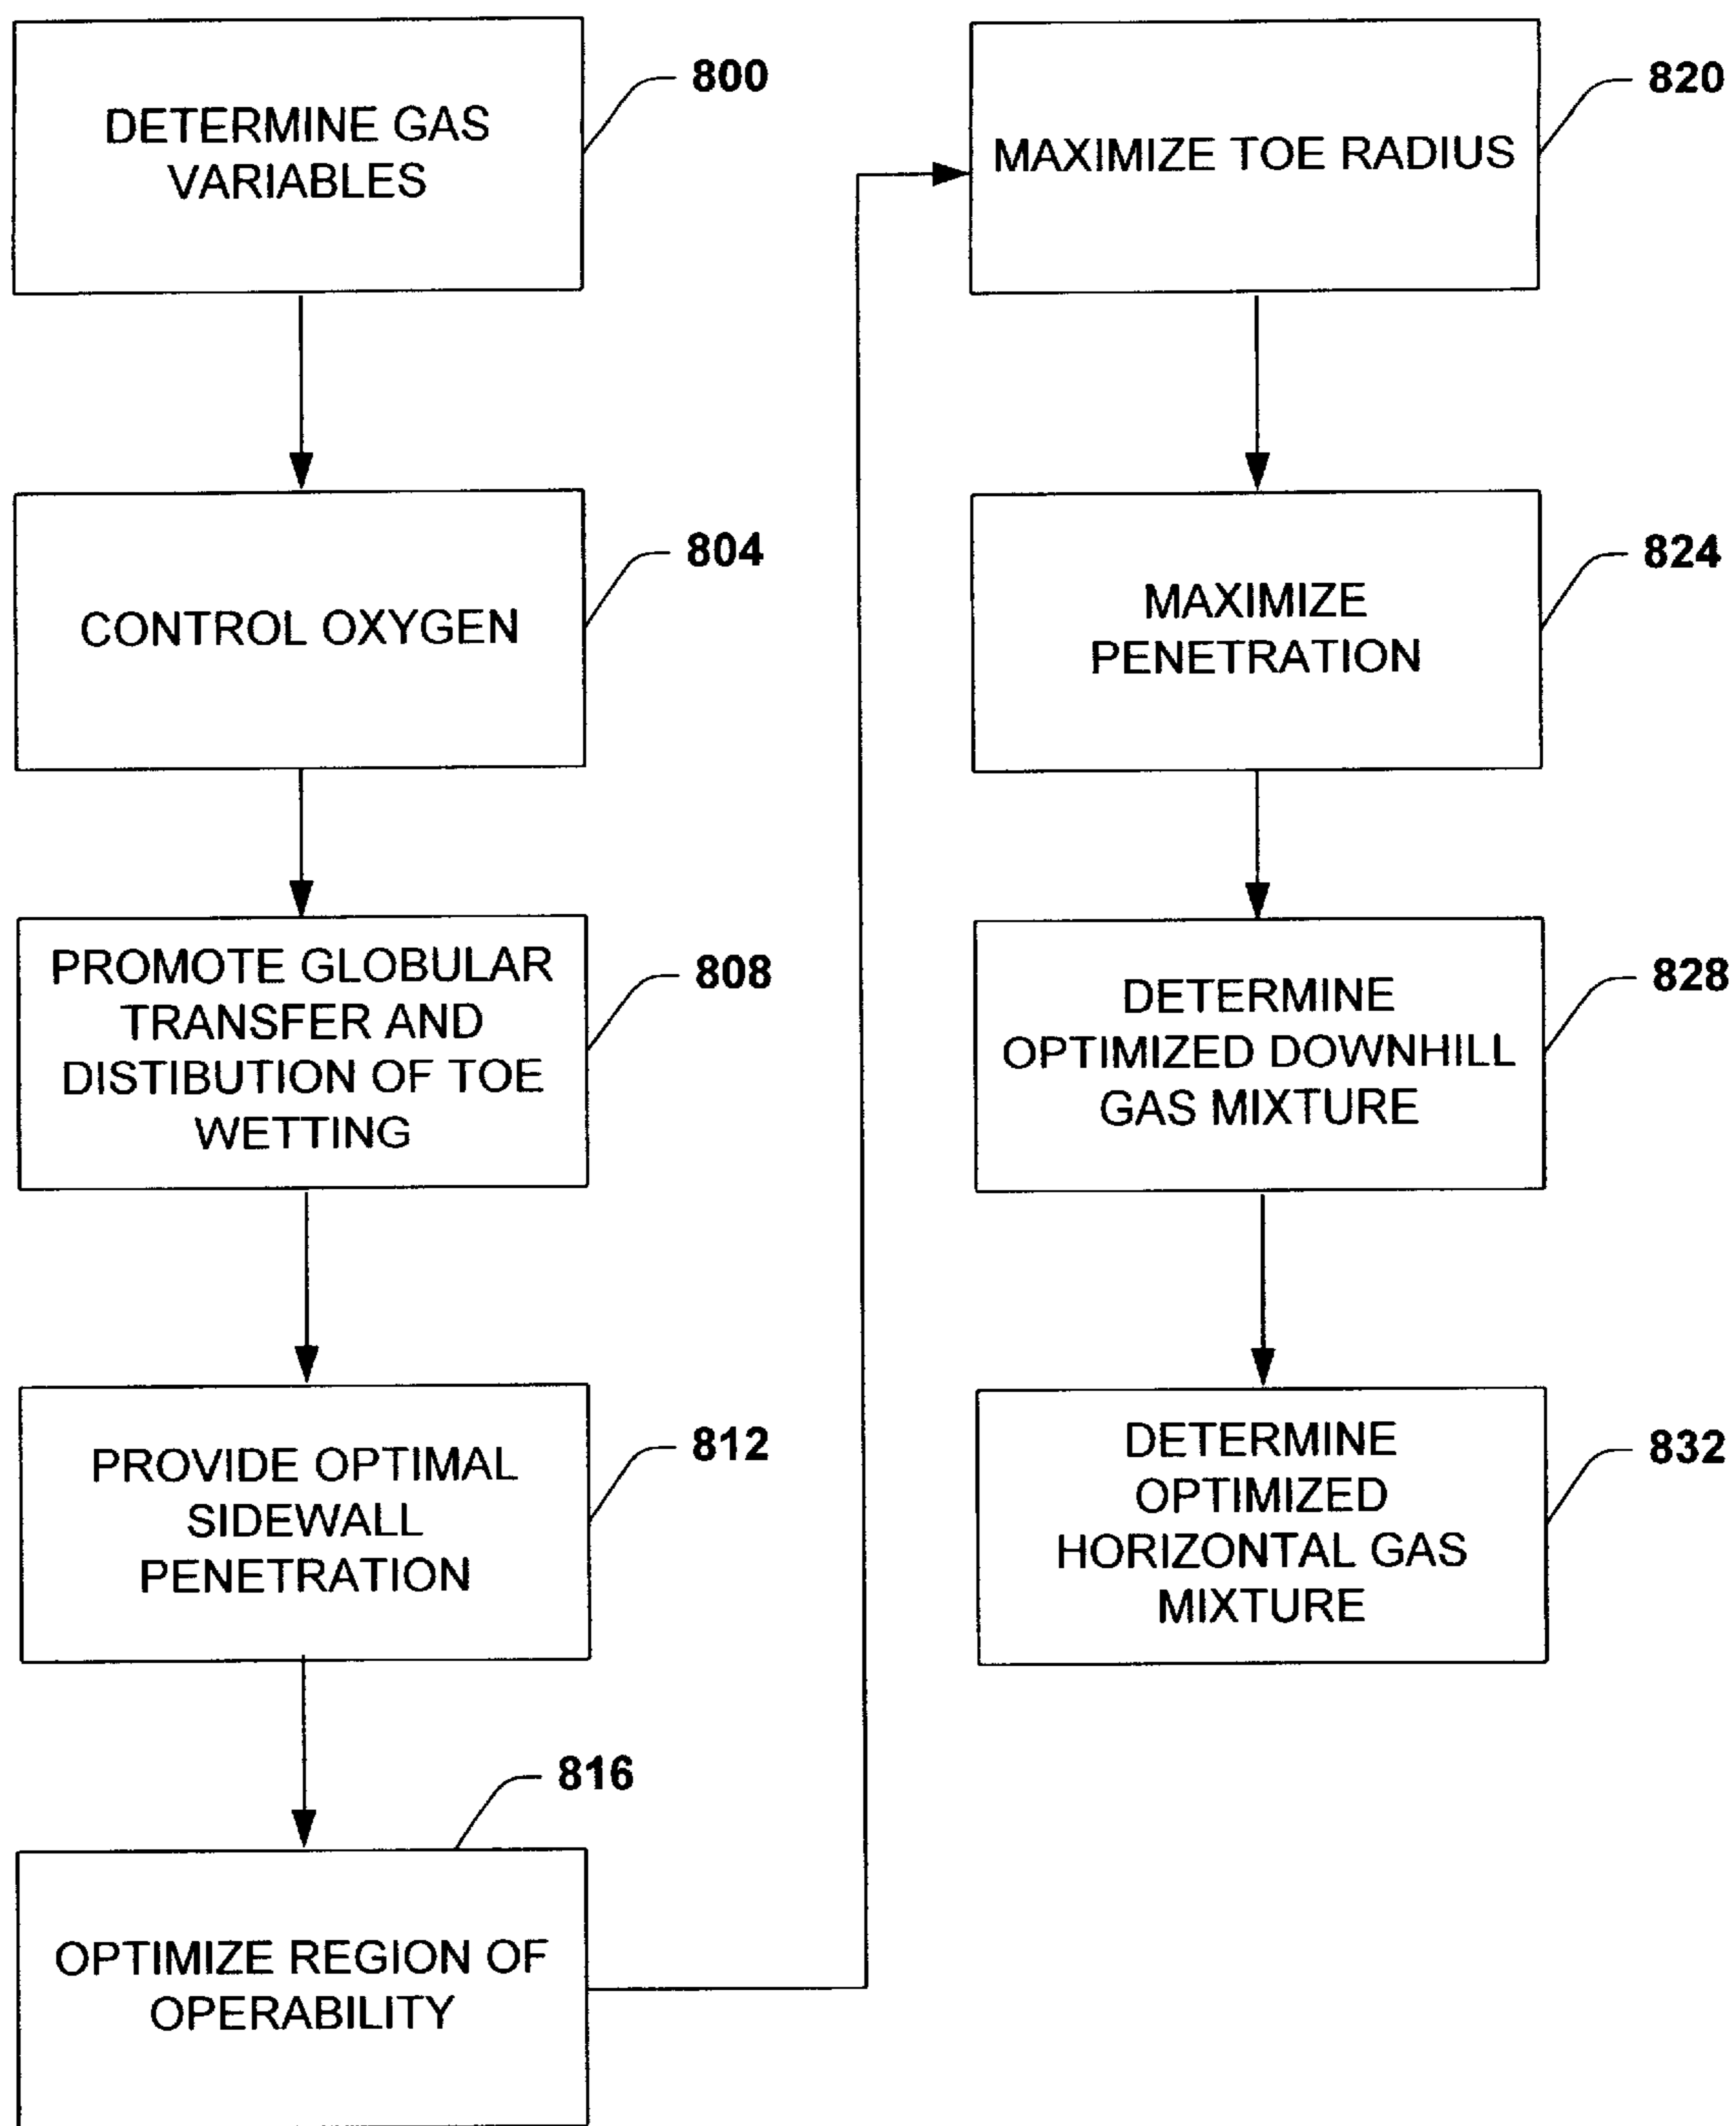 DETERMINE GAS
VARIABLES
800
CONTROL OXYGEN
804
PROMOTE GLOBULAR
TRANSFER AND
DISTIBUTION OF TOE
WETTING
808
PROVIDE OPTIMAL
SIDEWALL
PENETRATION
812
OPTIMIZE REGION OF
OPERABILITY
816
MAXIMIZE TOE RADIUS
820
MAXIMIZE
PENETRATION
824
DETERMINE
OPTIMIZED DOWNHILL
GAS MIXTURE
828
DETERMINE
OPTIMIZED
HORIZONTAL GAS
MIXTURE
832